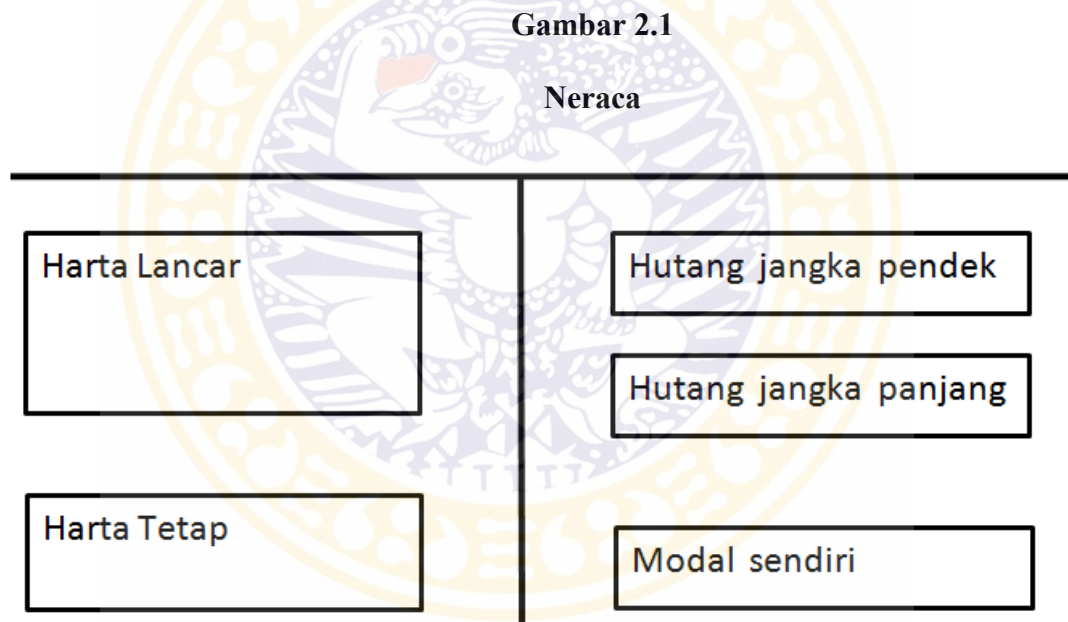 Gambar 2.1
Neraca
Harta Lancar
Harta Tetap
Hutang jangka pendek
Hutang jangka panjang
Modal sendiri